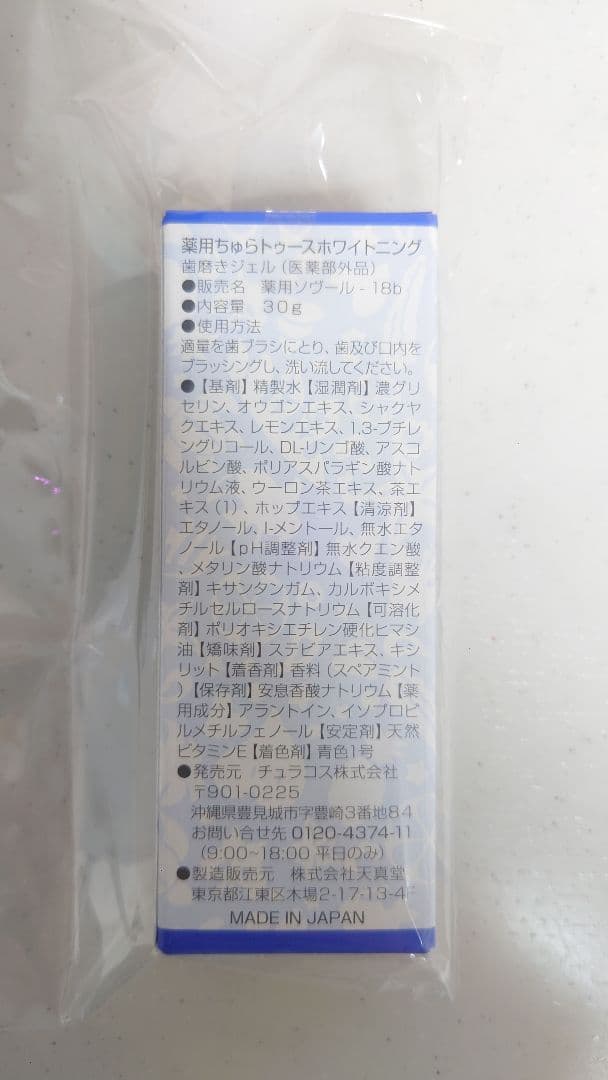 薬用ちゅらトゥースホワイトニング
歯磨きジェル（医薬部外品）
●販売名　薬用ソヴール - 18b
●内容量　30g
●使用方法
適量を歯ブラシにとり、歯及び口内を
ブラッシングし、洗い流してください。
●【基剤】精製水【湿潤剤】濃グリ
セリン、オウゴンエキス、シャクヤ
クエキス、レモンエキス、1,3-ブチレ
ングリコール、DL-リンゴ酸、アスコ
ルビン酸、ポリアスパラギン酸ナト
リウム液、ウーロン茶エキス、茶エ
キス（1）、ホップエキス【清涼剤】
エタノール、l-メントール、無水エタ
ノール【pH調整剤】無水クエン酸
、メタリン酸ナトリウム【粘度調整
剤】キサンタンガム、カルボキシメ
チルセルロースナトリウム【可溶化
剤】ポリオキシエチレン硬化ヒマシ
油【矯味剤】ステビアエキス、キシ
リット【着香剤】香料（スペアミント
）【保存剤】安息香酸ナトリウム【薬
用成分】アラントイン、イソプロピ
ルメチルフェノール【安定剤】天然
ビタミンE【着色剤】青色1号
●発売元　チュラコス株式会社
〒901-0225
沖縄県豊見城市字豊崎3番地84
お問い合せ先 0120-4374-11
（9:00~18:00 平日のみ）
●製造販売元　株式会社天真堂
東京都江東区木場2-17-13-4F
MADE IN JAPAN